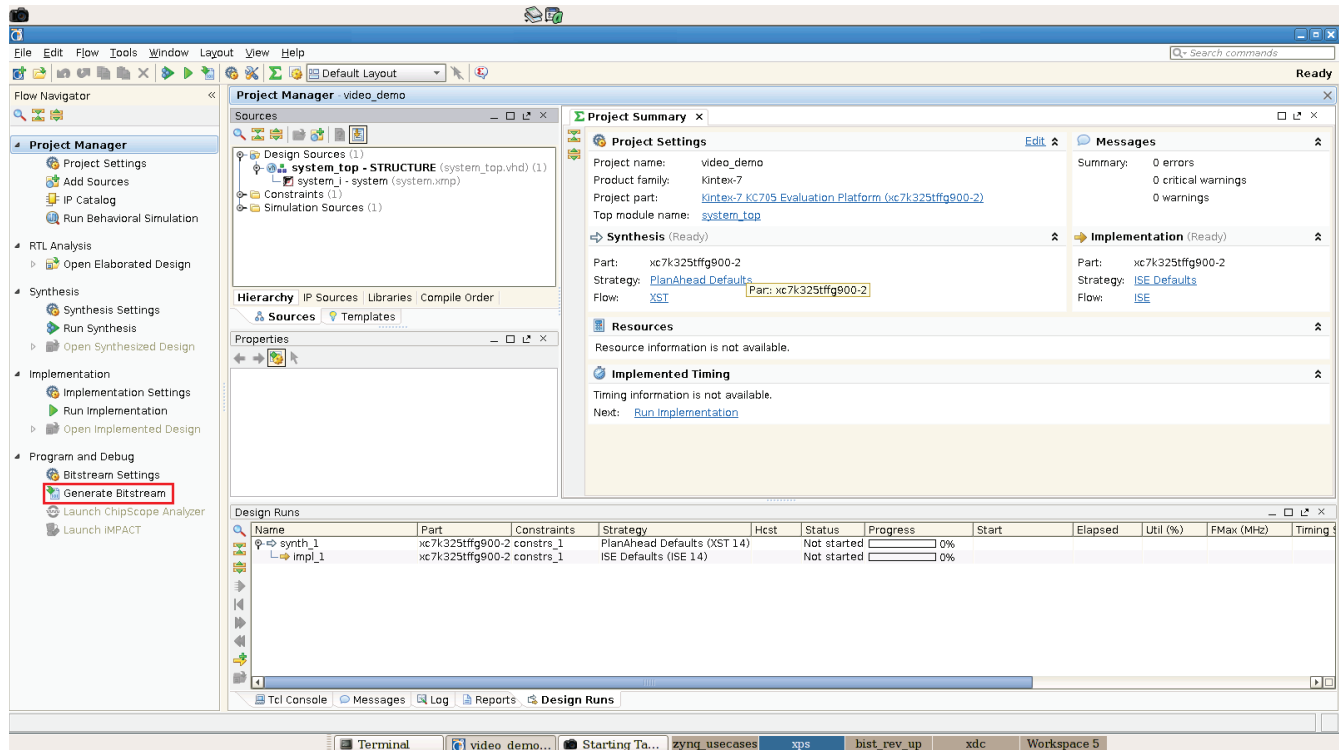 File Edit Flow Tools Window Layout View Help
Search commands
Default Layout
Ready
Flow Navigator
Project Manager
Project Settings
Add Sources
IP Catalog
Run Behavioral Simulation
RTL Analysis
Open Elaborated Design
Synthesis
Synthesis Settings
Run Synthesis
Open Synthesized Design
Implementation
Implementation Settings
Run Implementation
Open Implemented Design
Program and Debug
Bitstream Settings
Generate Bitstream
Launch ChipScope Analyzer
Launch iMPACT
Project Manager - video_demo
Sources
Design Sources (1)
system_top - STRUCTURE (system_top.vhd) (1)
system_i - system (system.xmp)
Constraints (1)
Simulation Sources (1)
Hierarchy IP Sources Libraries Compile Order
Sources Templates
Properties
Project Summary
Project Settings Edit
Project name: video_demo
Product family: Kintex-7
Project part: Kintex-7 KC705 Evaluation Platform (xc7k325tffg900-2)
Top module name: system_top
Messages
Summary: 0 errors
0 critical warnings
0 warnings
Synthesis (Ready)
Part: xc7k325tffg900-2
Strategy: PlanAhead Defaults
Part: xc7k325tffg900-2
Flow: XST
Implementation (Ready)
Part: xc7k325tffg900-2
Strategy: ISE Defaults
Flow: ISE
Resources
Resource information is not available.
Implemented Timing
Timing information is not available.
Next: Run Implementation
Design Runs
Name Part Constraints Strategy Host Status Progress Start Elapsed Util (%) FMax (MHz) Timing
synth_1 xc7k325tffg900-2 constrs_1 PlanAhead Defaults (XST 14) Not started 0%
impl_1 xc7k325tffg900-2 constrs_1 ISE Defaults (ISE 14) Not started 0%
Tcl Console Messages Log Reports Design Runs
Terminal video_demo... Starting Ta... zynq_usecases xps bist_rev_up xdc Workspace 5